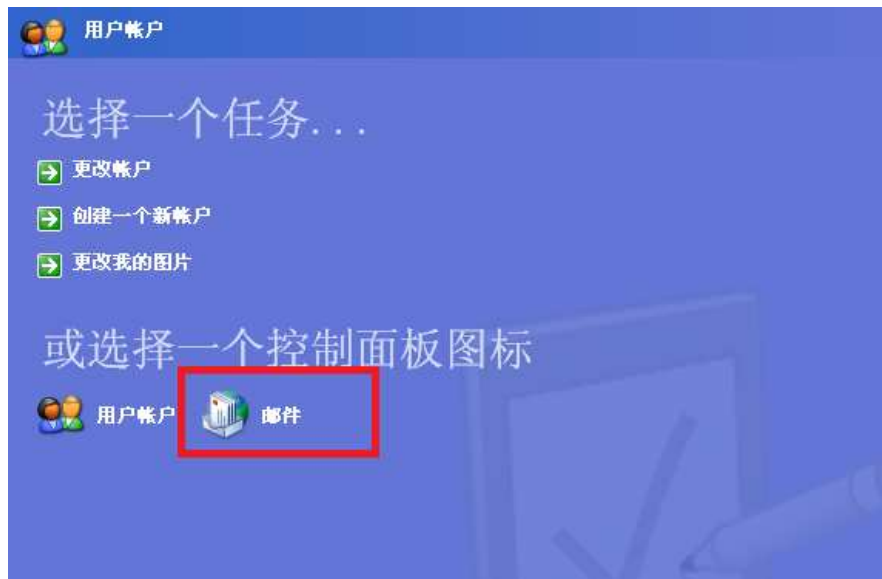 用户帐户
选择一个任务...
更改帐户
创建一个新帐户
更改我的图片
或选择一个控制面板图标
用户帐户 邮件